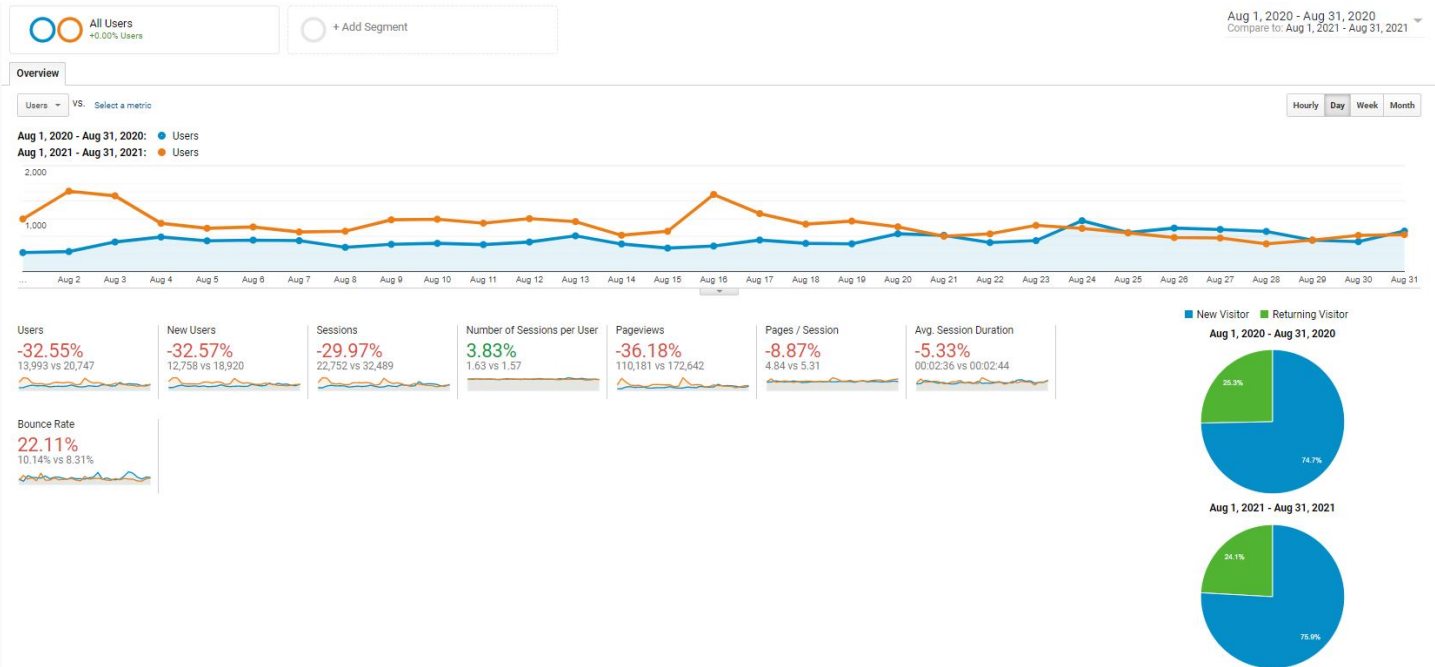 All Users
+0.00% Users
+ Add Segment
Aug 1, 2020 - Aug 31, 2020
Compare to: Aug 1, 2021 - Aug 31, 2021
Overview
Users VS. Select a metric
Hourly Day Week Month
Aug 1, 2020 - Aug 31, 2020: Users
Aug 1, 2021 - Aug 31, 2021: Users
2,000
1,000
... Aug 2 Aug 3 Aug 4 Aug 5 Aug 6 Aug 7 Aug 8 Aug 9 Aug 10 Aug 11 Aug 12 Aug 13 Aug 14 Aug 15 Aug 16 Aug 17 Aug 18 Aug 19 Aug 20 Aug 21 Aug 22 Aug 23 Aug 24 Aug 25 Aug 26 Aug 27 Aug 28 Aug 29 Aug 30 Aug 31
Users
-32.55%
13,993 vs 20,747
New Users
-32.57%
12,758 vs 18,920
Sessions
-29.97%
22,752 vs 32,489
Number of Sessions per User
3.83%
1.63 vs 1.57
Pageviews
-36.18%
110,181 vs 172,642
Pages / Session
-8.87%
4.84 vs 5.31
Avg. Session Duration
-5.33%
00:02:36 vs 00:02:44
Bounce Rate
22.11%
10.14% vs 8.31%
New Visitor Returning Visitor
Aug 1, 2020 - Aug 31, 2020
25.3%
74.7%
Aug 1, 2021 - Aug 31, 2021
24.1%
75.9%